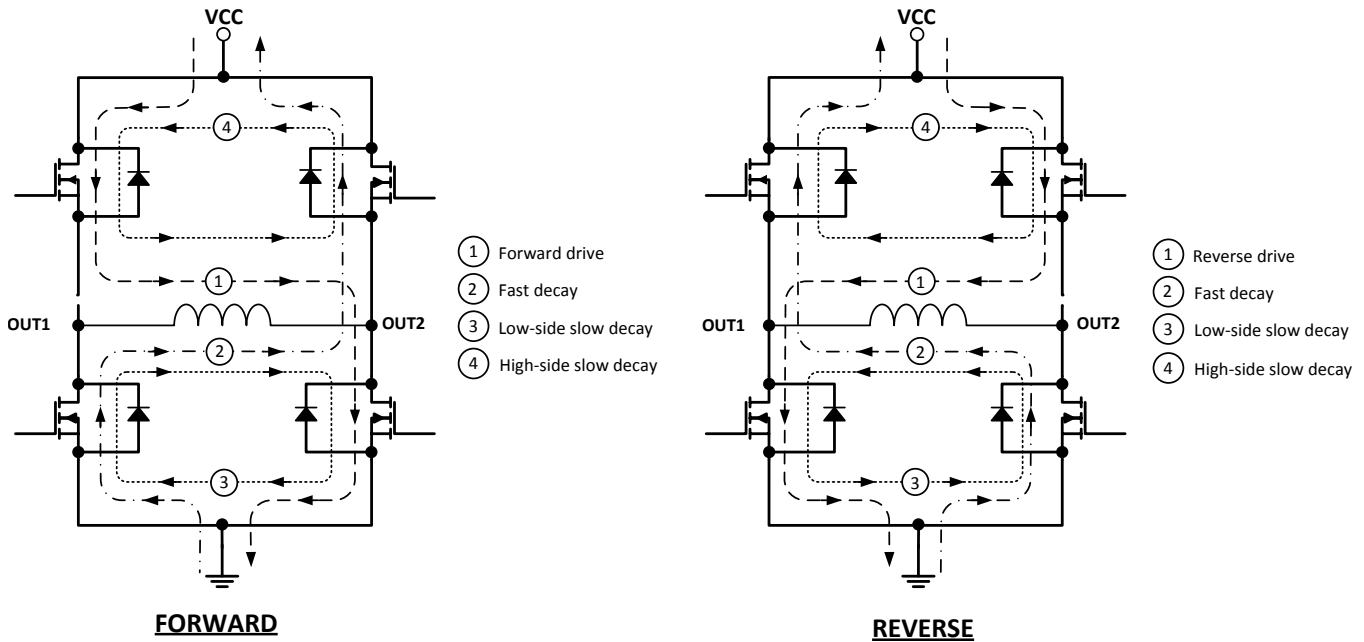 VCC
4
1
OUT1
OUT2
2
3
1 Forward drive
2 Fast decay
3 Low-side slow decay
4 High-side slow decay
FORWARD
VCC
4
1
OUT1
OUT2
2
3
1 Reverse drive
2 Fast decay
3 Low-side slow decay
4 High-side slow decay
REVERSE